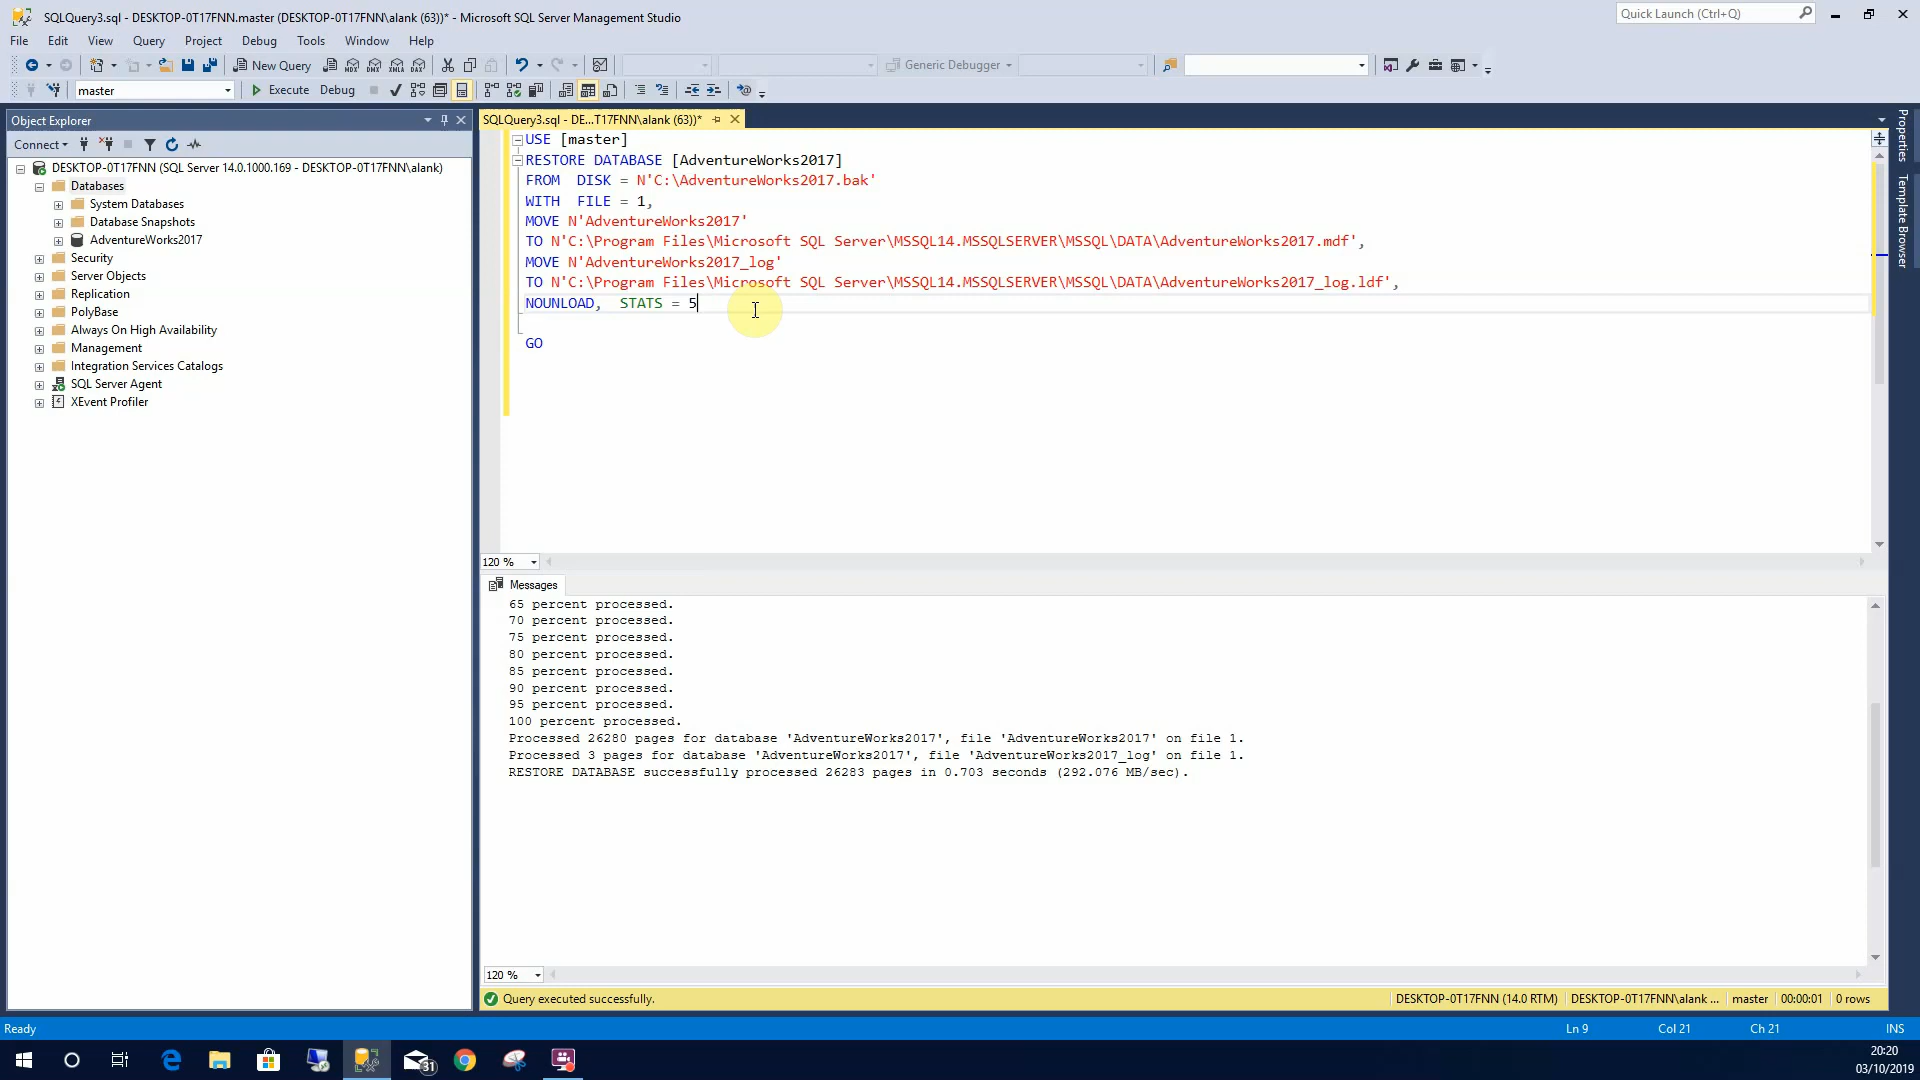 SQLQuery3.sql - DESKTOP-0T17FNN.master (DESKTOP-0T17FNN\alank (63))* - Microsoft SQL Server Management Studio
Quick Launch (Ctrl+Q)
File Edit View Query Project Debug Tools Window Help
New Query
MDX DMX XMLA DAX
Generic Debugger
master
Execute Debug
Object Explorer
Connect
DESKTOP-0T17FNN (SQL Server 14.0.1000.169 - DESKTOP-0T17FNN\alank)
Databases
System Databases
Database Snapshots
AdventureWorks2017
Security
Server Objects
Replication
PolyBase
Always On High Availability
Management
Integration Services Catalogs
SQL Server Agent
XEvent Profiler
SQLQuery3.sql - DE...T17FNN\alank (63))*
USE [master]
RESTORE DATABASE [AdventureWorks2017]
FROM  DISK = N'C:\AdventureWorks2017.bak'
WITH  FILE = 1,
MOVE N'AdventureWorks2017'
TO N'C:\Program Files\Microsoft SQL Server\MSSQL14.MSSQLSERVER\MSSQL\DATA\AdventureWorks2017.mdf',
MOVE N'AdventureWorks2017_log'
TO N'C:\Program Files\Microsoft SQL Server\MSSQL14.MSSQLSERVER\MSSQL\DATA\AdventureWorks2017_log.ldf',
NOUNLOAD,  STATS = 5
GO
120 %
Messages
65 percent processed.
70 percent processed.
75 percent processed.
80 percent processed.
85 percent processed.
90 percent processed.
95 percent processed.
100 percent processed.
Processed 26280 pages for database 'AdventureWorks2017', file 'AdventureWorks2017' on file 1.
Processed 3 pages for database 'AdventureWorks2017', file 'AdventureWorks2017_log' on file 1.
RESTORE DATABASE successfully processed 26283 pages in 0.703 seconds (292.076 MB/sec).
120 %
Query executed successfully.
DESKTOP-0T17FNN (14.0 RTM) DESKTOP-0T17FNN\alank ... master 00:00:01 0 rows
Properties
Template Browser
Ready
Ln 9 Col 21 Ch 21 INS
31
20:20
03/10/2019